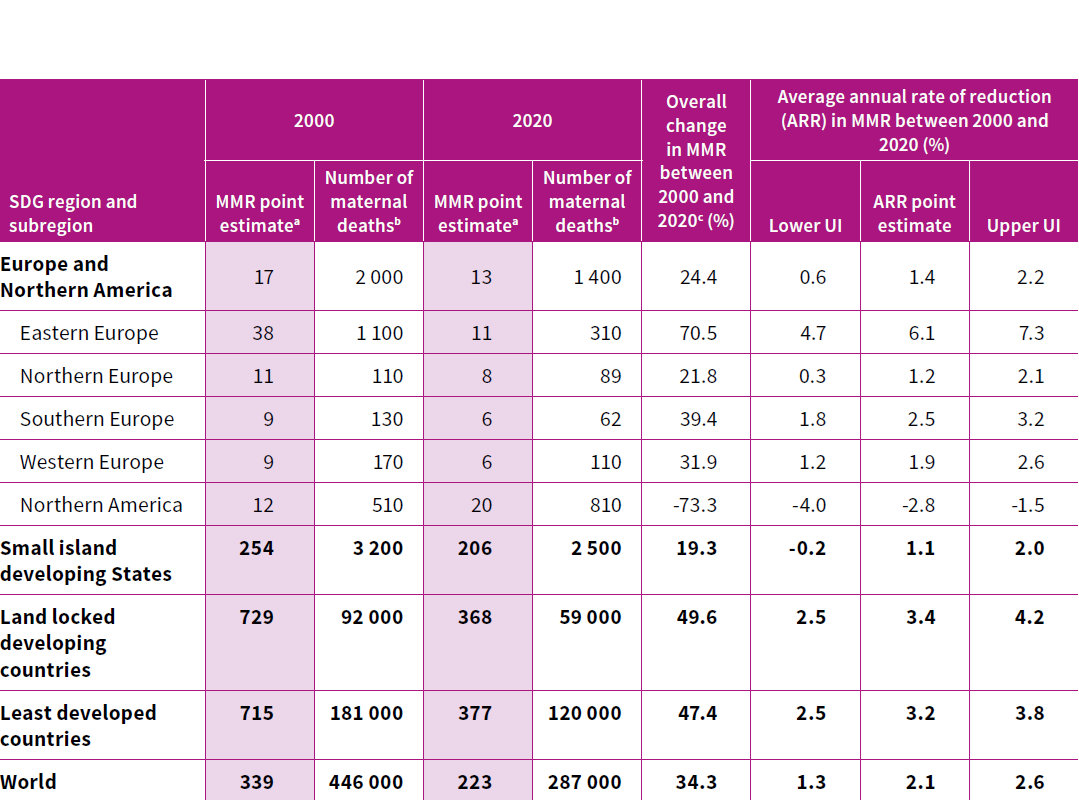 SDG region and subregion
2000
2020
Overall change in MMR between 2000 and 2020ᶜ (%)
Average annual rate of reduction (ARR) in MMR between 2000 and 2020 (%)
MMR point estimateᵃ
Number of maternal deathsᵇ
MMR point estimateᵃ
Number of maternal deathsᵇ
Lower UI
ARR point estimate
Upper UI
Europe and Northern America 17 2 000 13 1 400 24.4 0.6 1.4 2.2
Eastern Europe 38 1 100 11 310 70.5 4.7 6.1 7.3
Northern Europe 11 110 8 89 21.8 0.3 1.2 2.1
Southern Europe 9 130 6 62 39.4 1.8 2.5 3.2
Western Europe 9 170 6 110 31.9 1.2 1.9 2.6
Northern America 12 510 20 810 -73.3 -4.0 -2.8 -1.5
Small island developing States 254 3 200 206 2 500 19.3 -0.2 1.1 2.0
Land locked developing countries 729 92 000 368 59 000 49.6 2.5 3.4 4.2
Least developed countries 715 181 000 377 120 000 47.4 2.5 3.2 3.8
World 339 446 000 223 287 000 34.3 1.3 2.1 2.6